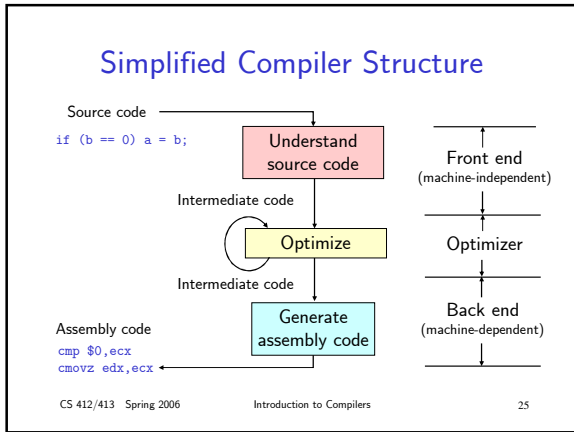 Simplified Compiler Structure
Source code
if (b == 0) a = b;
Understand
source code
Front end
(machine-independent)
Intermediate code
Optimize
Optimizer
Intermediate code
Generate
assembly code
Back end
(machine-dependent)
Assembly code
cmp $0,ecx
cmovz edx,ecx
CS 412/413 Spring 2006 Introduction to Compilers 25